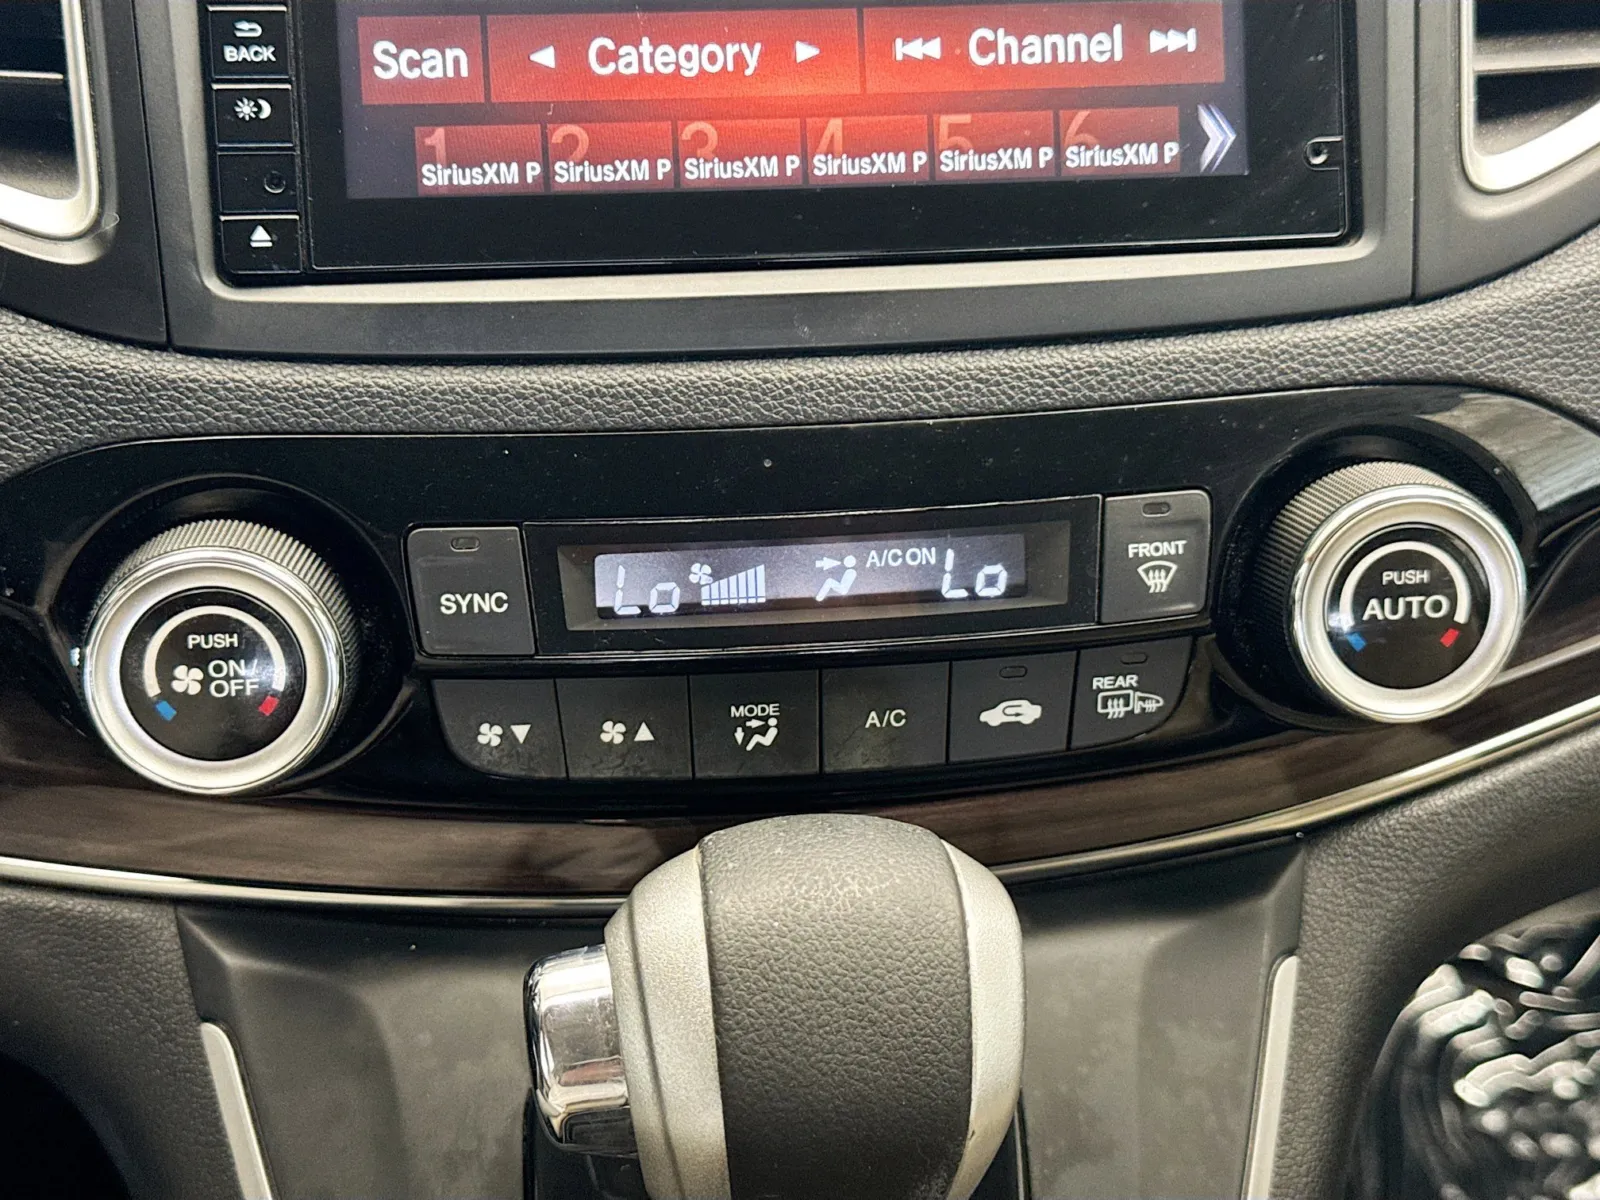 BACK
Scan
Category
Channel
1 2 3 4 5 6
SiriusXM P SiriusXM P SiriusXM P SiriusXM P SiriusXM P SiriusXM P
PUSH
ON/
OFF
SYNC
Lo A/C ON Lo
FRONT
PUSH
AUTO
MODE
A/C
REAR